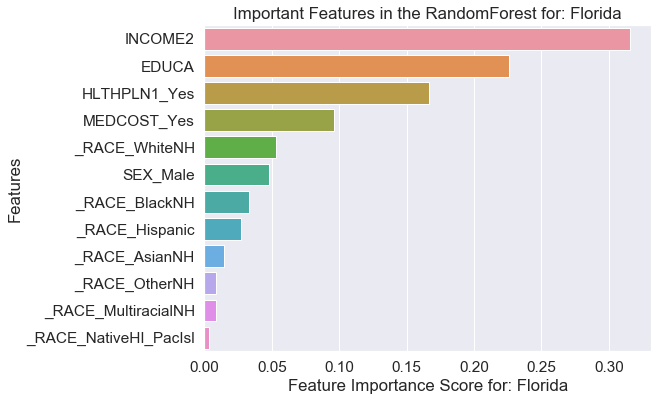 Important Features in the RandomForest for: Florida
INCOME2
EDUCA
HLTHPLN1_Yes
MEDCOST_Yes
_RACE_WhiteNH
SEX_Male
_RACE_BlackNH
_RACE_Hispanic
_RACE_AsianNH
_RACE_OtherNH
_RACE_MultiracialNH
_RACE_NativeHI_PacIsl
Features
0.00 0.05 0.10 0.15 0.20 0.25 0.30
Feature Importance Score for: Florida